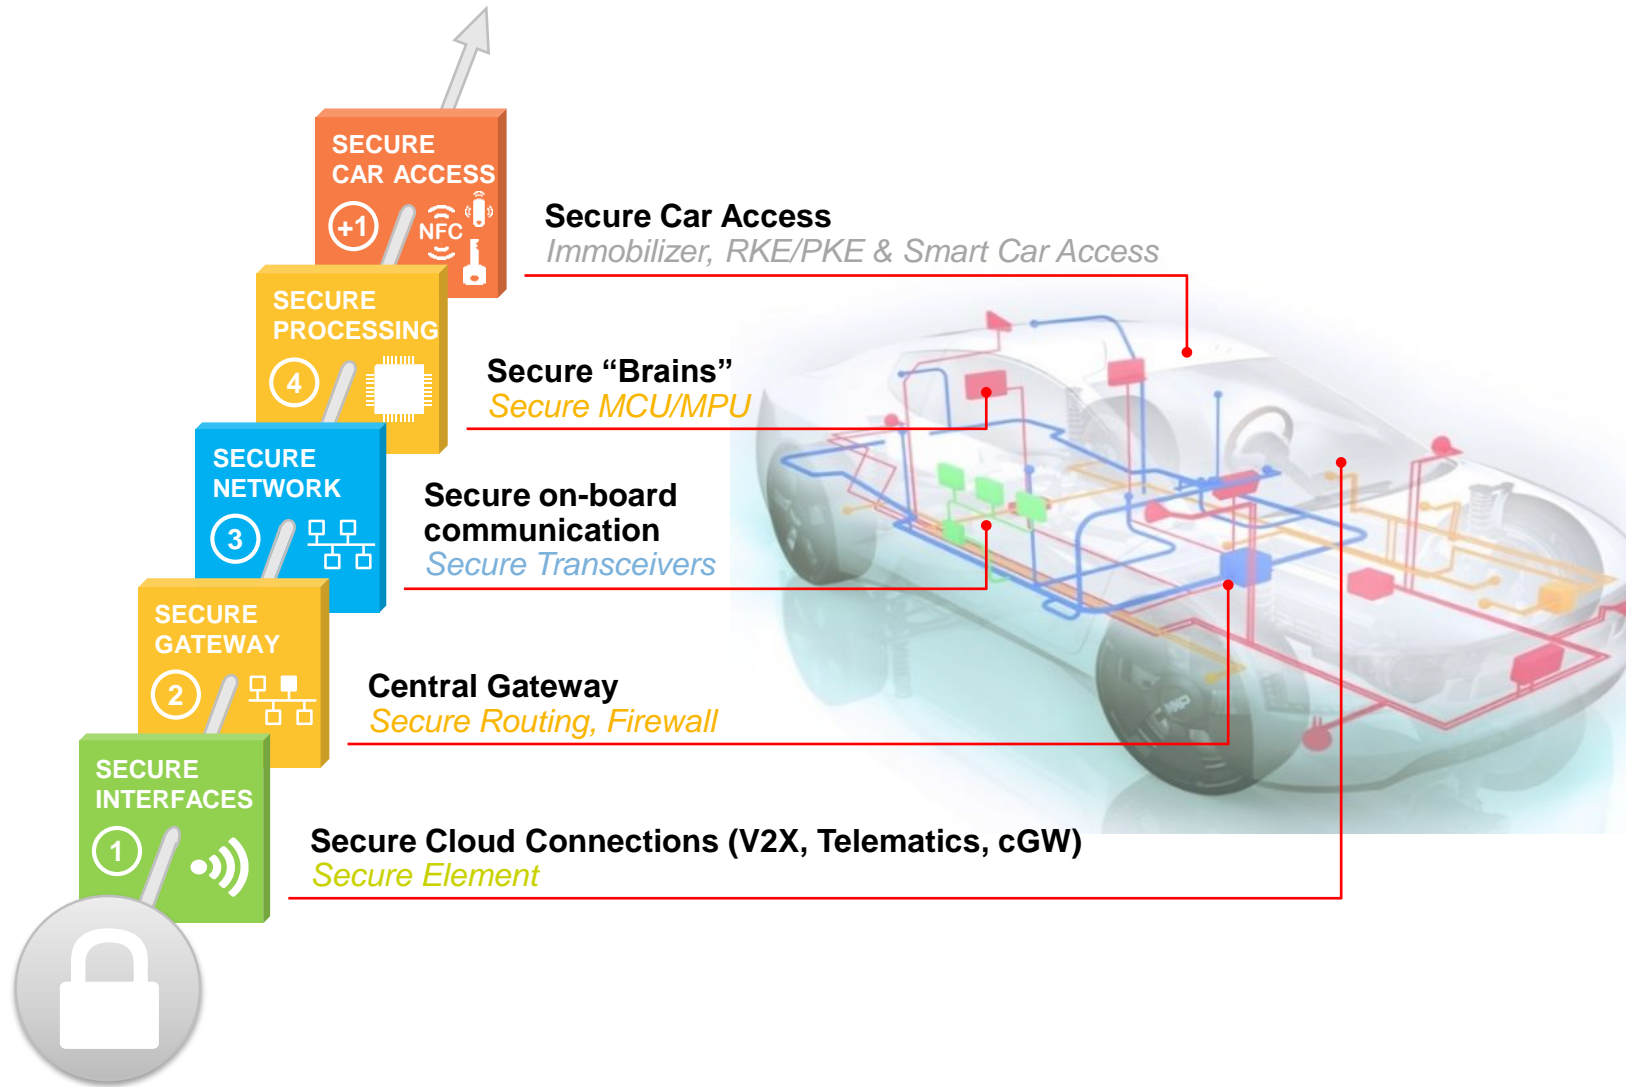 SECURE
CAR ACCESS
+1
NFC
Secure Car Access
Immobilizer, RKE/PKE & Smart Car Access
SECURE
PROCESSING
4
Secure “Brains”
Secure MCU/MPU
SECURE
NETWORK
3
Secure on-board
communication
Secure Transceivers
SECURE
GATEWAY
2
Central Gateway
Secure Routing, Firewall
SECURE
INTERFACES
1
Secure Cloud Connections (V2X, Telematics, cGW)
Secure Element
NXP